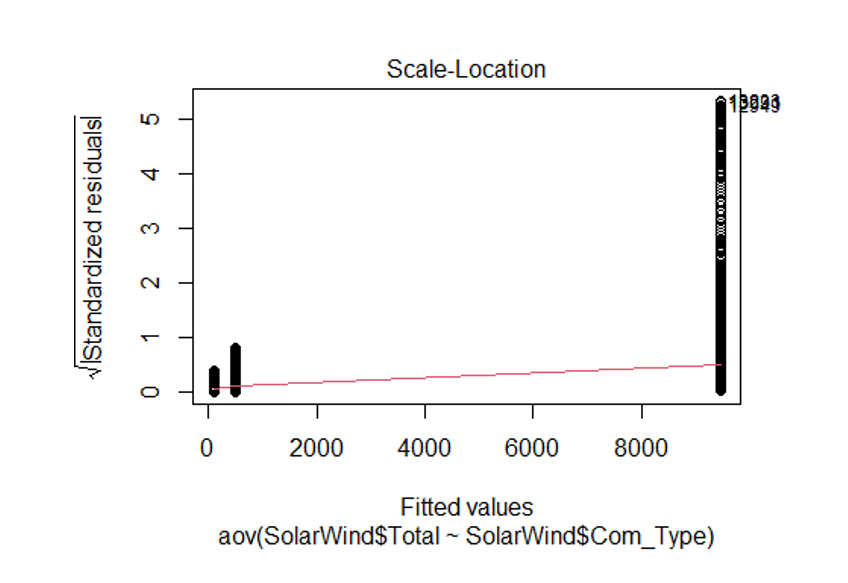 Scale-Location
√|Standardized residuals|
5
4
3
2
1
0
0 2000 4000 6000 8000
Fitted values
aov(SolarWind$Total ~ SolarWind$Com_Type)